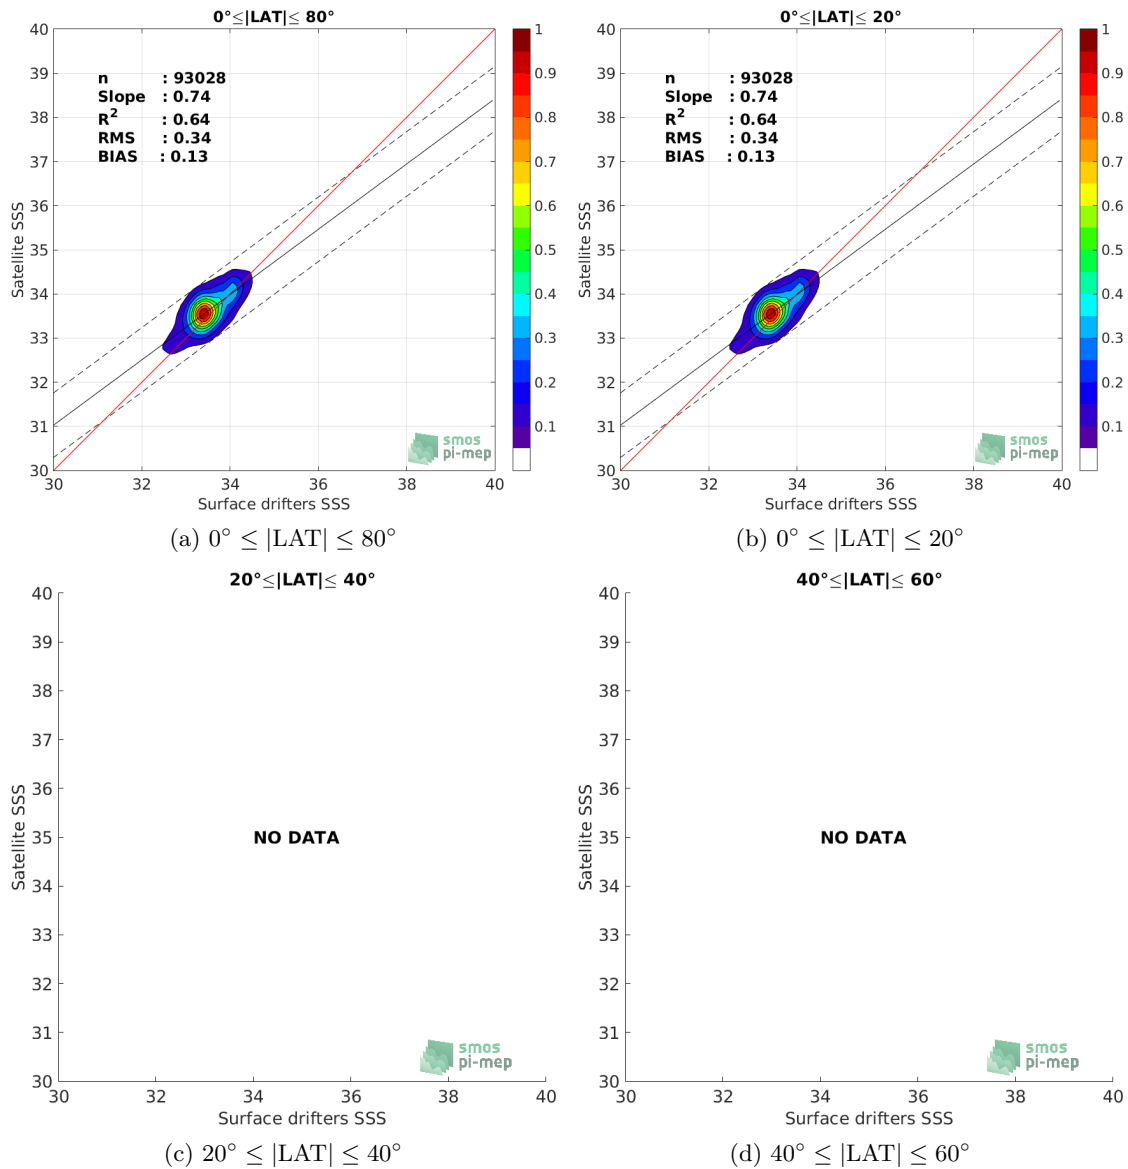 0°≤|LAT|≤ 80°
40
39
38
37
36
35
34
33
32
31
30
Satellite SSS
n : 93028
Slope : 0.74
R² : 0.64
RMS : 0.34
BIAS : 0.13
smos
pi-mep
30 32 34 36 38 40
Surface drifters SSS
1
0.9
0.8
0.7
0.6
0.5
0.4
0.3
0.2
0.1
(a) 0° ≤ |LAT| ≤ 80°
0°≤|LAT|≤ 20°
40
39
38
37
36
35
34
33
32
31
30
Satellite SSS
n : 93028
Slope : 0.74
R² : 0.64
RMS : 0.34
BIAS : 0.13
smos
pi-mep
30 32 34 36 38 40
Surface drifters SSS
1
0.9
0.8
0.7
0.6
0.5
0.4
0.3
0.2
0.1
(b) 0° ≤ |LAT| ≤ 20°
20°≤|LAT|≤ 40°
40
39
38
37
36
35
34
33
32
31
30
Satellite SSS
NO DATA
smos
pi-mep
30 32 34 36 38 40
Surface drifters SSS
(c) 20° ≤ |LAT| ≤ 40°
40°≤|LAT|≤ 60°
40
39
38
37
36
35
34
33
32
31
30
Satellite SSS
NO DATA
smos
pi-mep
30 32 34 36 38 40
Surface drifters SSS
(d) 40° ≤ |LAT| ≤ 60°